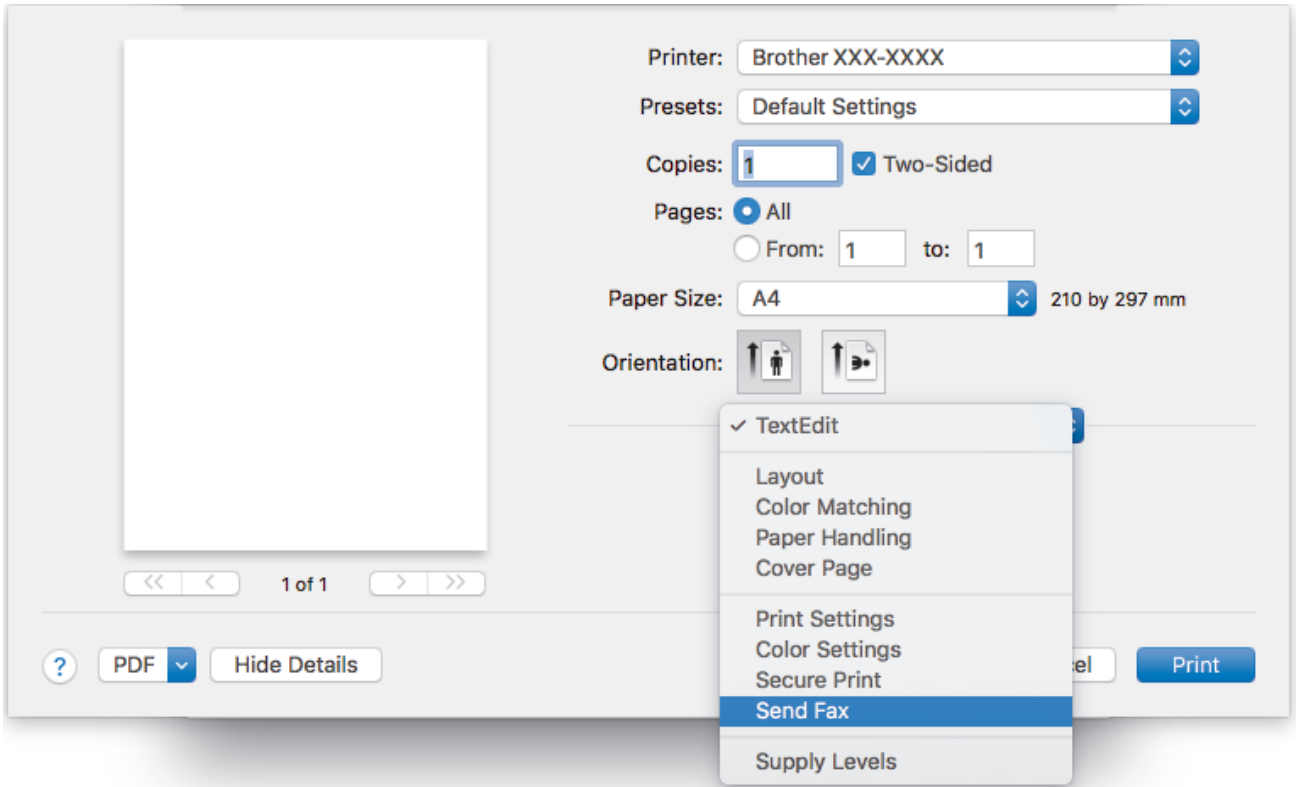 Printer: Brother XXX-XXXX
Presets: Default Settings
Copies: 1 Two-Sided
Pages: All
From: 1 to: 1
Paper Size: A4 210 by 297 mm
Orientation:
✓ TextEdit
Layout
Color Matching
Paper Handling
Cover Page
Print Settings
Color Settings
Secure Print
Send Fax
Supply Levels
<< < 1 of 1 > >>
? PDF Hide Details cel Print